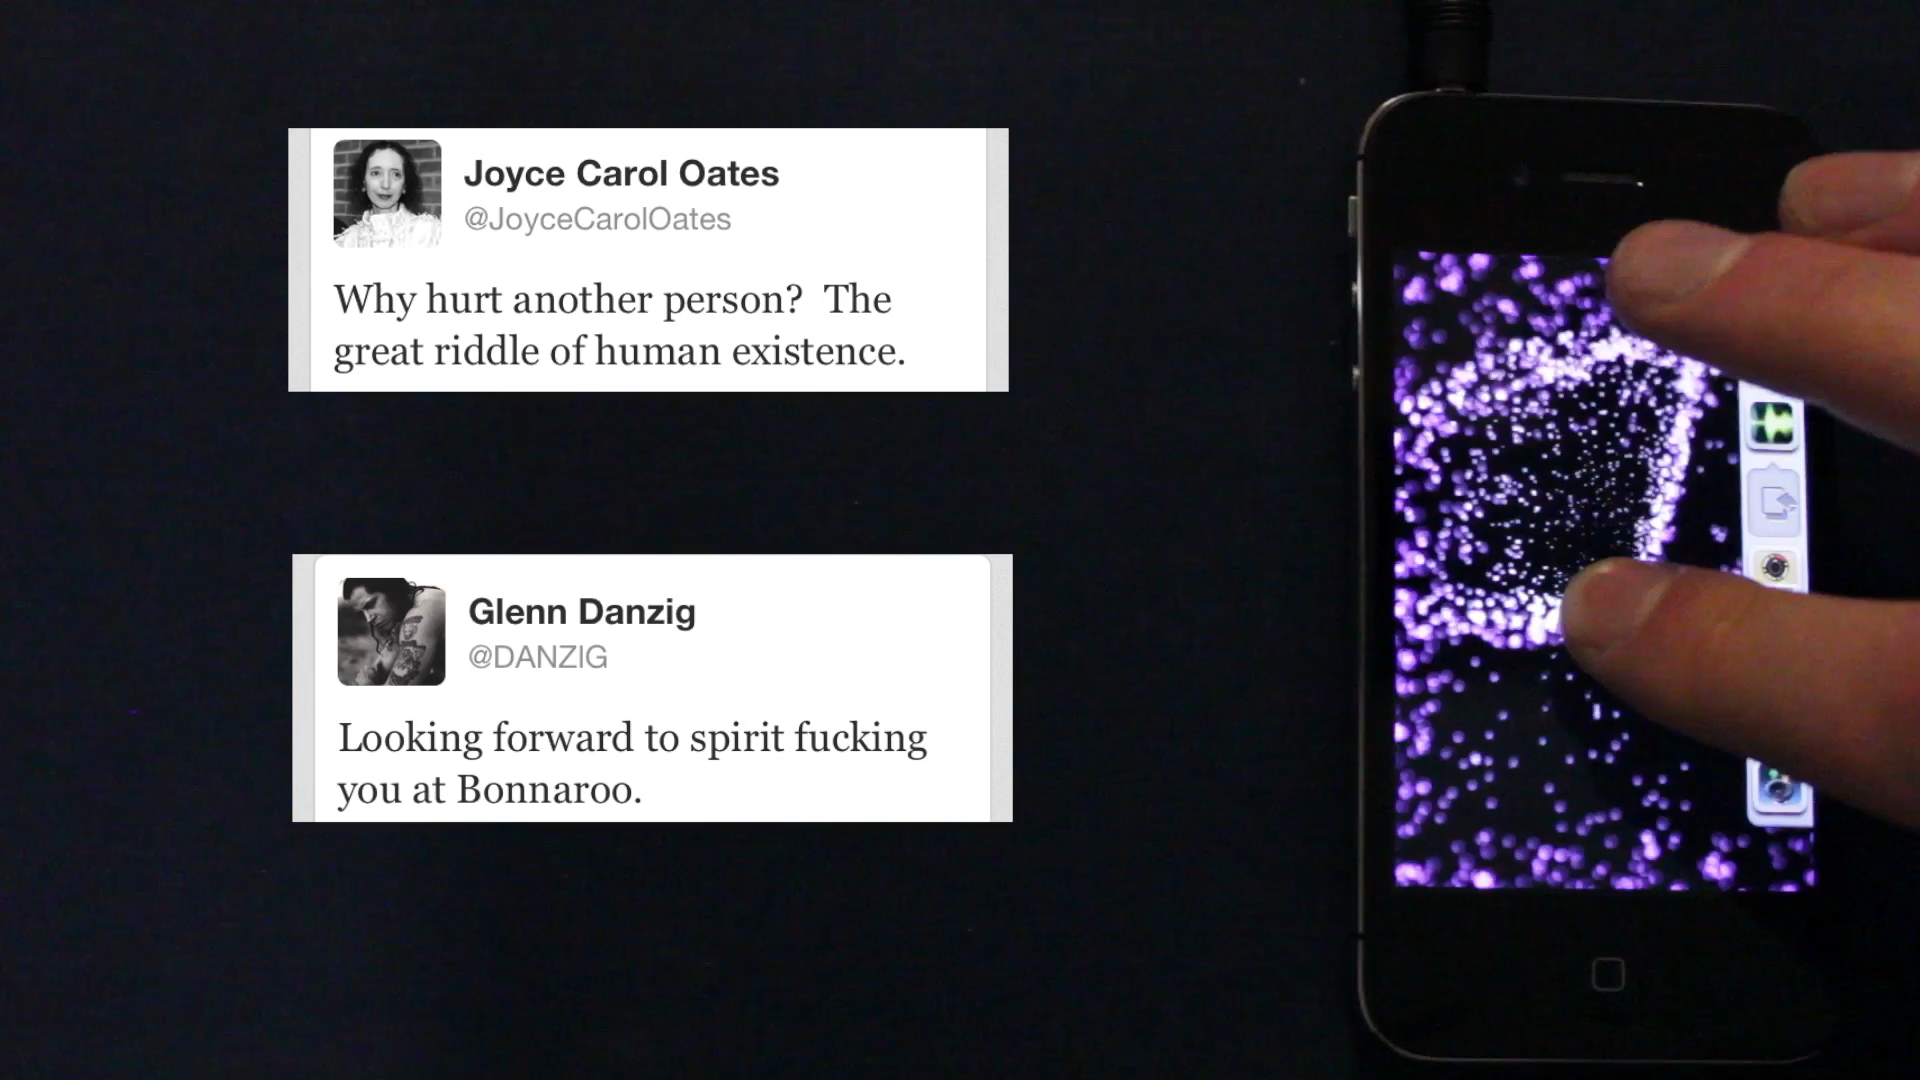 Joyce Carol Oates
@JoyceCarolOates
Why hurt another person?  The
great riddle of human existence.
Glenn Danzig
@DANZIG
Looking forward to spirit fucking
you at Bonnaroo.